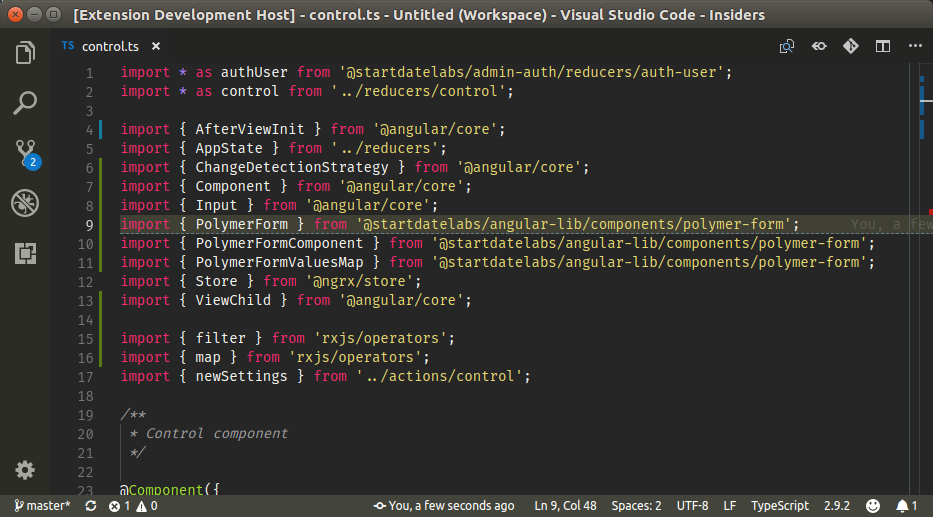 [Extension Development Host] - control.ts - Untitled (Workspace) - Visual Studio Code - Insiders
TS control.ts ×
1 import * as authUser from '@startdatelabs/admin-auth/reducers/auth-user';
2 import * as control from '../reducers/control';
3
4 import { AfterViewInit } from '@angular/core';
5 import { AppState } from '../reducers';
6 import { ChangeDetectionStrategy } from '@angular/core';
7 import { Component } from '@angular/core';
8 import { Input } from '@angular/core';
9 import { PolymerForm } from '@startdatelabs/angular-lib/components/polymer-form'; You, a few
10 import { PolymerFormComponent } from '@startdatelabs/angular-lib/components/polymer-form';
11 import { PolymerFormValuesMap } from '@startdatelabs/angular-lib/components/polymer-form';
12 import { Store } from '@ngrx/store';
13 import { ViewChild } from '@angular/core';
14
15 import { filter } from 'rxjs/operators';
16 import { map } from 'rxjs/operators';
17 import { newSettings } from '../actions/control';
18
19 /**
20 * Control component
21 */
22
23 @Component({
2
master* 1 0 You, a few seconds ago Ln 9, Col 48 Spaces: 2 UTF-8 LF TypeScript 2.9.2 1